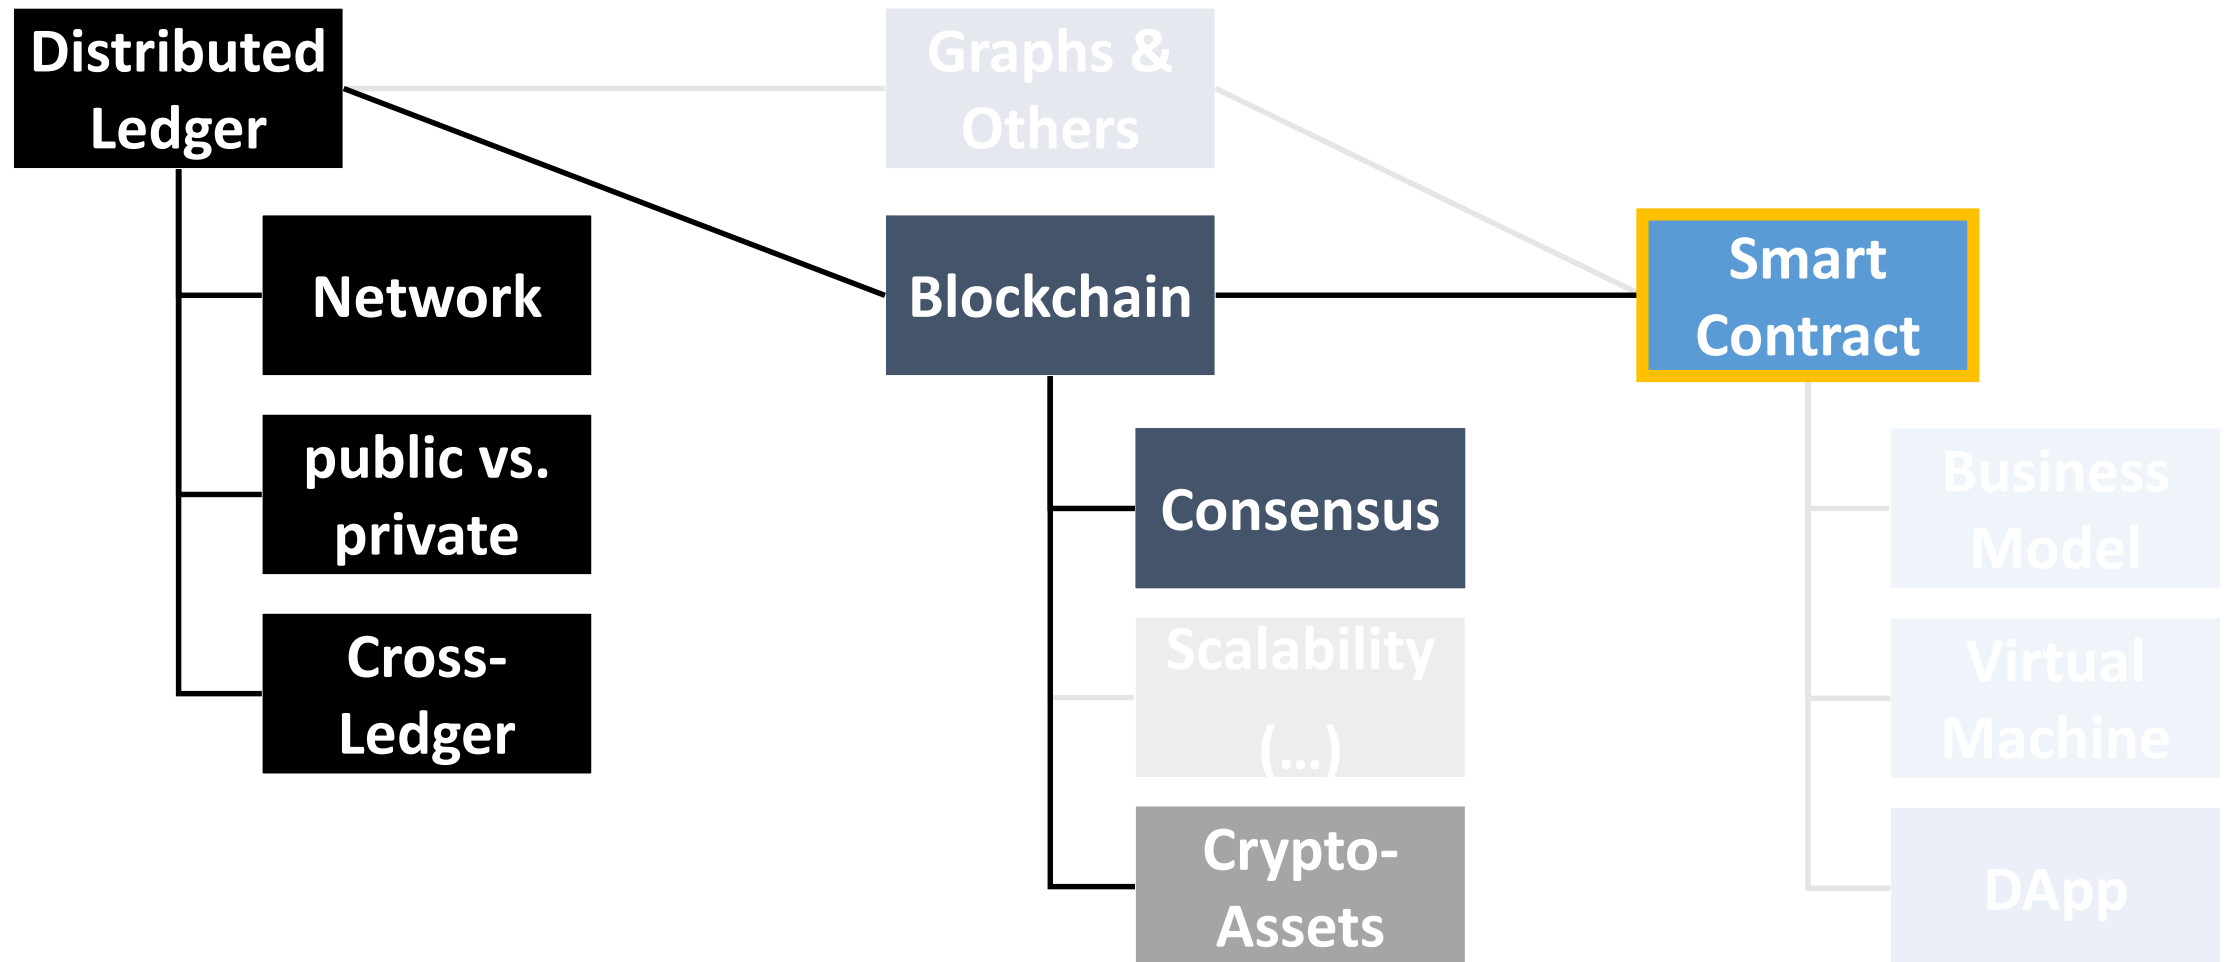 Distributed
Ledger
Graphs &
Others
Network
Blockchain
Smart
Contract
public vs.
private
Consensus
Business
Model
Cross-
Ledger
Scalability
(...)
Virtual
Machine
Crypto-
Assets
DApp